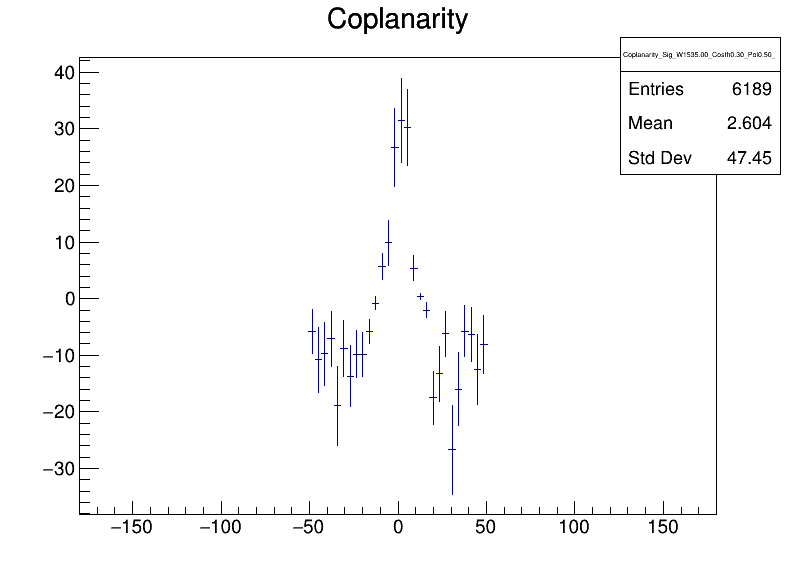 Coplanarity
Coplanarity_Sig_W1535.00_Costh0.30_Pol0.50_
Entries 6189
Mean 2.604
Std Dev 47.45
40
30
20
10
0
−10
−20
−30
−150 −100 −50 0 50 100 150